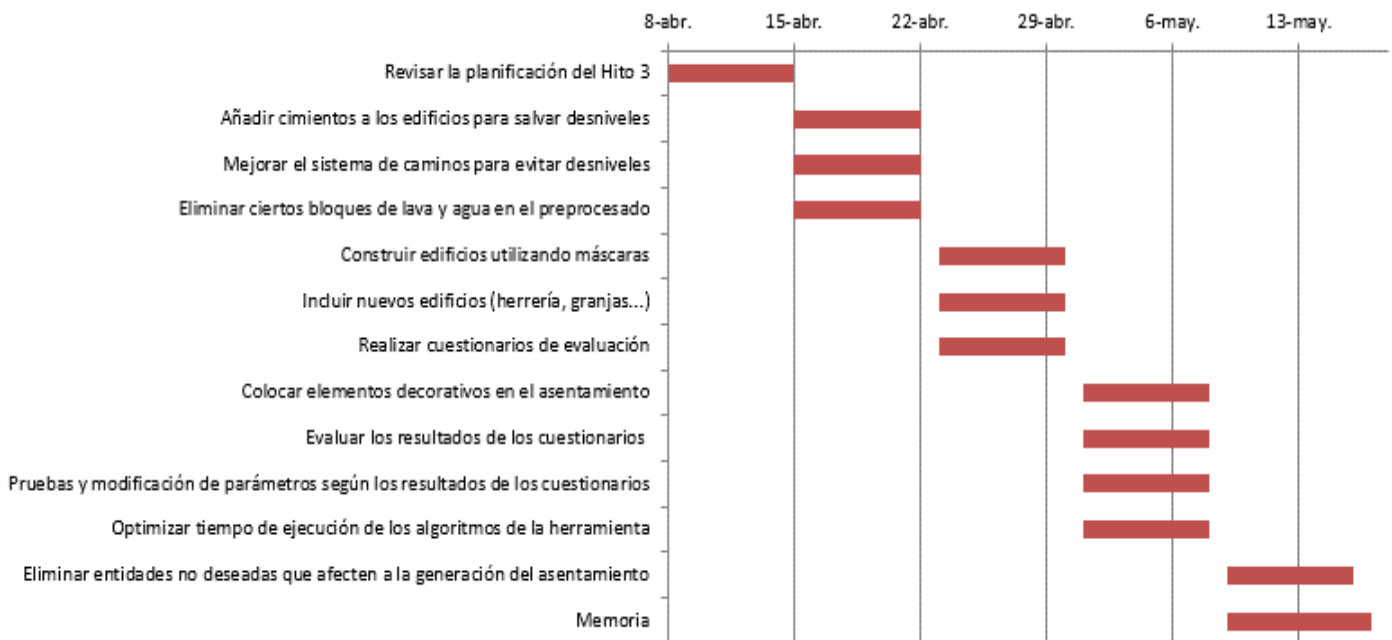 8-abr. 15-abr. 22-abr. 29-abr. 6-may. 13-may.
Revisar la planificación del Hito 3
Añadir cimientos a los edificios para salvar desniveles
Mejorar el sistema de caminos para evitar desniveles
Eliminar ciertos bloques de lava y agua en el preprocesado
Construir edificios utilizando máscaras
Incluir nuevos edificios (herrería, granjas...)
Realizar cuestionarios de evaluación
Colocar elementos decorativos en el asentamiento
Evaluar los resultados de los cuestionarios
Pruebas y modificación de parámetros según los resultados de los cuestionarios
Optimizar tiempo de ejecución de los algoritmos de la herramienta
Eliminar entidades no deseadas que afecten a la generación del asentamiento
Memoria